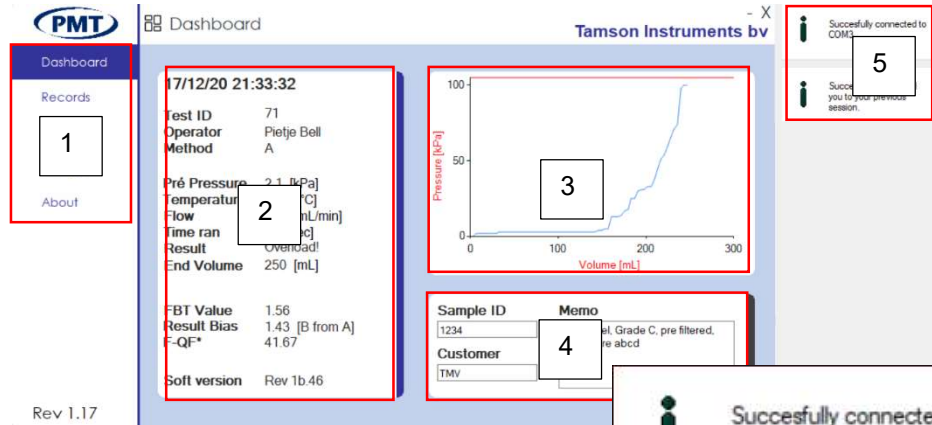 PMT
Dashboard
- X
Tamson Instruments bv
Dashboard
Records
About
Rev 1.17
1
17/12/20 21:33:32
Test ID 71
Operator Pietje Bell
Method A
Pré Pressure 2.1 [kPa]
Flow
Time ran
Result Overload!
End Volume 250 [mL]
FBT Value 1.56
Result Bias 1.43 [B from A]
F-QF* 41.67
Soft version Rev 1b.46
2
100
50
0
Pressure [kPa]
0 100 200 300
Volume [mL]
3
Sample ID
1234
Customer
TMV
Memo
Grade C, pre filtered,
abcd
4
Succesfully connected to
COM3
you to your previous
session.
5
Succesfully